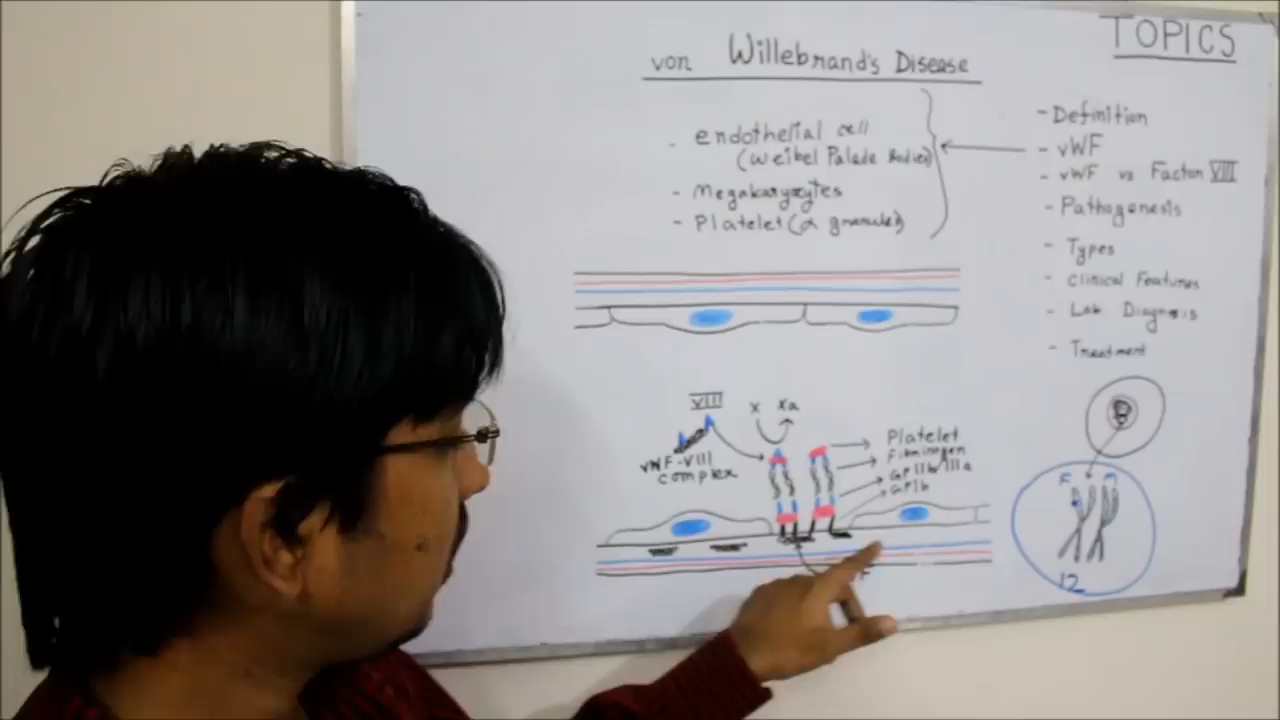 TOPICS
von Willebrand's Disease
- endothelial cell
(Weibel Palade Bodies)
- Megakaryocytes
- Platelet (α granules)
- Definition
- vWF
- vWF vs Factor VIII
- Pathogenesis
- Types
- Clinical Features
- Lab Diagnosis
- Treatment
VIII
X Xa
vWF-VIII
complex
Platelet
Fibrinogen
GPIIb/IIIa
GPIb
12